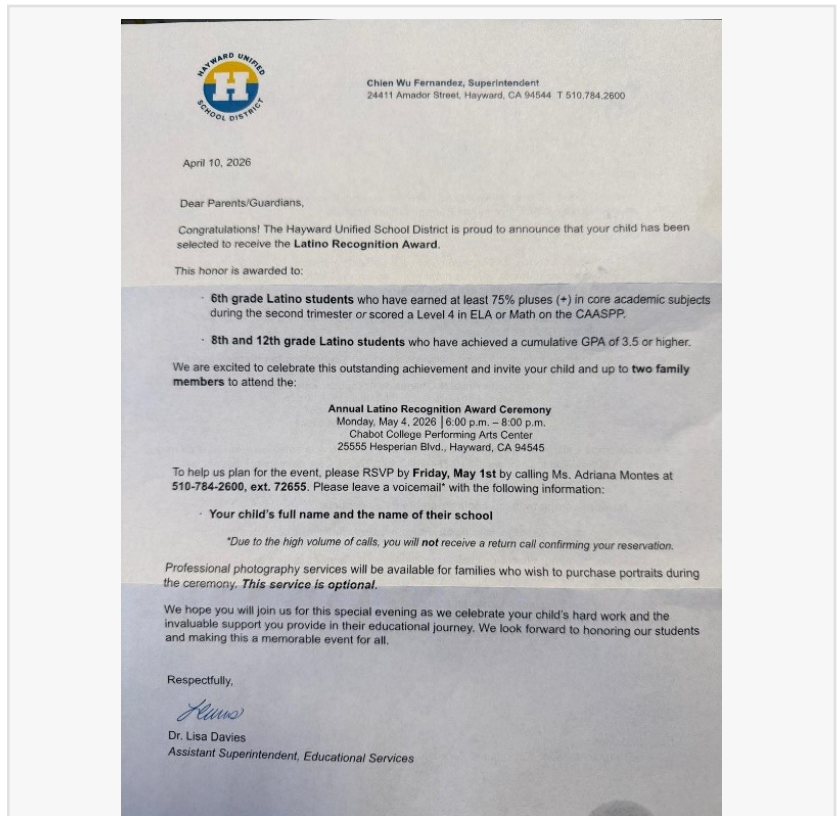 HAYWARD UNIFIED
H
SCHOOL DISTRICT
Chien Wu Fernandez, Superintendent
24411 Amador Street, Hayward, CA 94544 T 510.784.2600
April 10, 2026
Dear Parents/Guardians,
Congratulations! The Hayward Unified School District is proud to announce that your child has been
selected to receive the Latino Recognition Award.
This honor is awarded to:
· 6th grade Latino students who have earned at least 75% pluses (+) in core academic subjects
during the second trimester or scored a Level 4 in ELA or Math on the CAASPP.
· 8th and 12th grade Latino students who have achieved a cumulative GPA of 3.5 or higher.
We are excited to celebrate this outstanding achievement and invite your child and up to two family
members to attend the:
Annual Latino Recognition Award Ceremony
Monday, May 4, 2026 | 6:00 p.m. – 8:00 p.m.
Chabot College Performing Arts Center
25555 Hesperian Blvd., Hayward, CA 94545
To help us plan for the event, please RSVP by Friday, May 1st by calling Ms. Adriana Montes at
510-784-2600, ext. 72655. Please leave a voicemail* with the following information:
· Your child's full name and the name of their school
*Due to the high volume of calls, you will not receive a return call confirming your reservation.
Professional photography services will be available for families who wish to purchase portraits during
the ceremony. This service is optional.
We hope you will join us for this special evening as we celebrate your child's hard work and the
invaluable support you provide in their educational journey. We look forward to honoring our students
and making this a memorable event for all.
Respectfully,
Dr. Lisa Davies
Assistant Superintendent, Educational Services